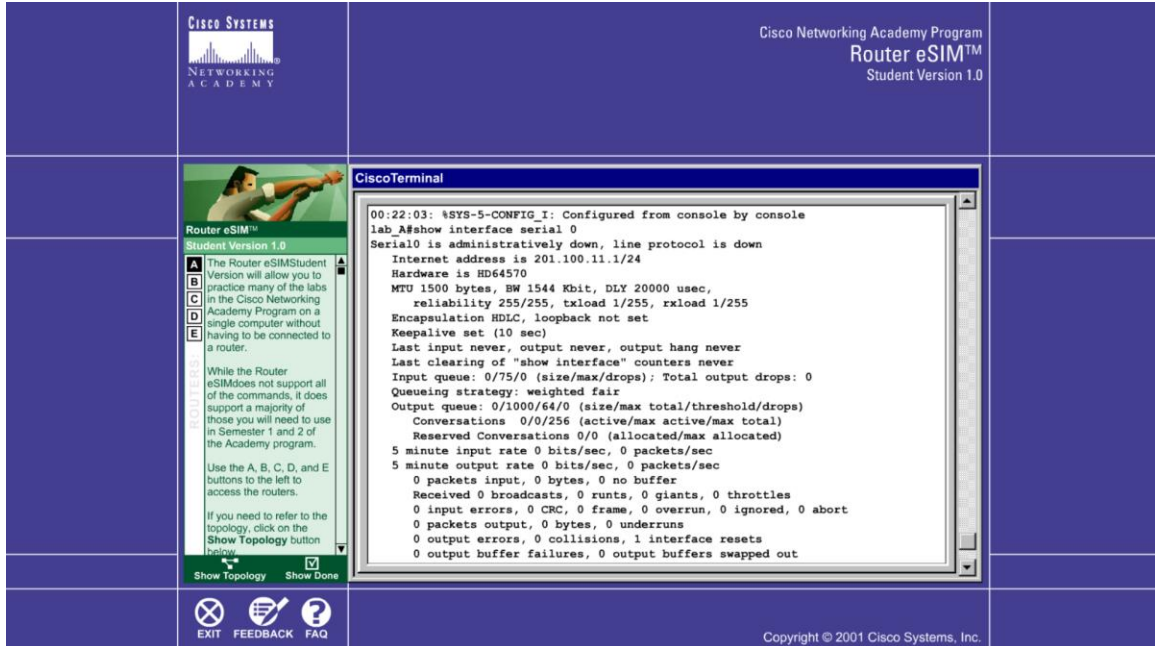 CISCO SYSTEMS
NETWORKING
ACADEMY
Cisco Networking Academy Program
Router eSIM™
Student Version 1.0
Router eSIM™
Student Version 1.0
A
B
C
D
E
ROUTERS:
The Router eSIMStudent
Version will allow you to
practice many of the labs
in the Cisco Networking
Academy Program on a
single computer without
having to be connected to
a router.
While the Router
eSIMdoes not support all
of the commands, it does
support a majority of
those you will need to use
in Semester 1 and 2 of
the Academy program.
Use the A, B, C, D, and E
buttons to the left to
access the routers.
If you need to refer to the
topology, click on the
Show Topology button
below.
Show Topology
Show Done
CiscoTerminal
00:22:03: %SYS-5-CONFIG_I: Configured from console by console
lab_A#show interface serial 0
Serial0 is administratively down, line protocol is down
Internet address is 201.100.11.1/24
Hardware is HD64570
MTU 1500 bytes, BW 1544 Kbit, DLY 20000 usec,
reliability 255/255, txload 1/255, rxload 1/255
Encapsulation HDLC, loopback not set
Keepalive set (10 sec)
Last input never, output never, output hang never
Last clearing of "show interface" counters never
Input queue: 0/75/0 (size/max/drops); Total output drops: 0
Queueing strategy: weighted fair
Output queue: 0/1000/64/0 (size/max total/threshold/drops)
Conversations 0/0/256 (active/max active/max total)
Reserved Conversations 0/0 (allocated/max allocated)
5 minute input rate 0 bits/sec, 0 packets/sec
5 minute output rate 0 bits/sec, 0 packets/sec
0 packets input, 0 bytes, 0 no buffer
Received 0 broadcasts, 0 runts, 0 giants, 0 throttles
0 input errors, 0 CRC, 0 frame, 0 overrun, 0 ignored, 0 abort
0 packets output, 0 bytes, 0 underruns
0 output errors, 0 collisions, 1 interface resets
0 output buffer failures, 0 output buffers swapped out
EXIT
FEEDBACK
FAQ
Copyright © 2001 Cisco Systems, Inc.